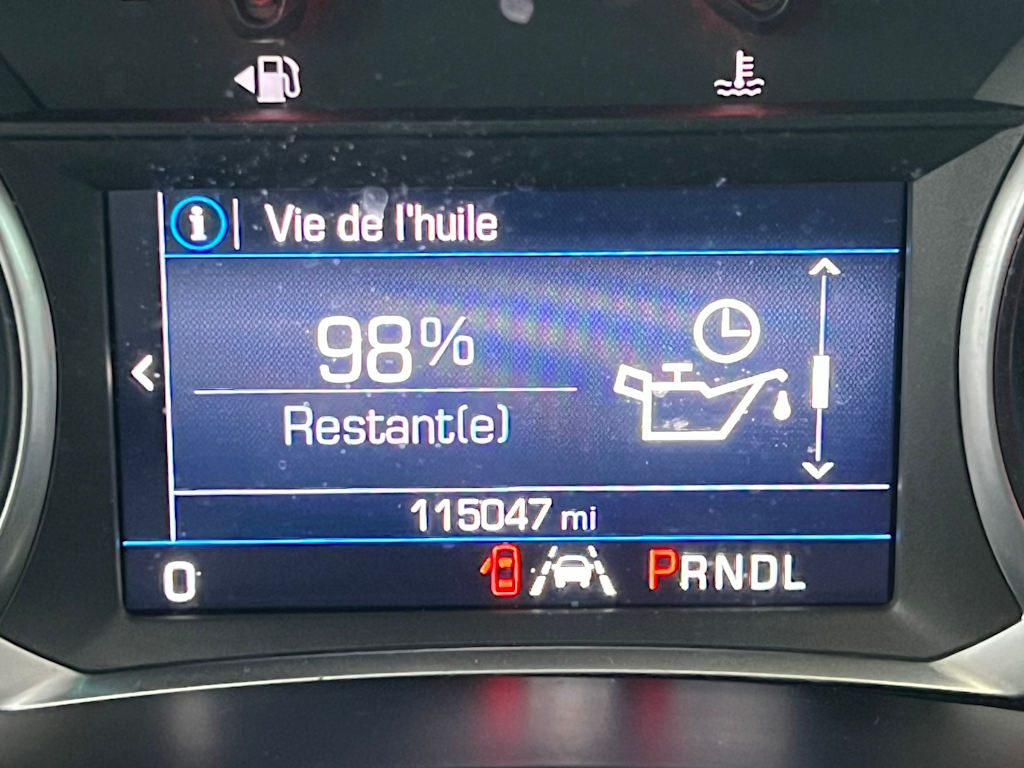 Vie de l'huile
98%
Restant(e)
115047 mi
0 PRNDL